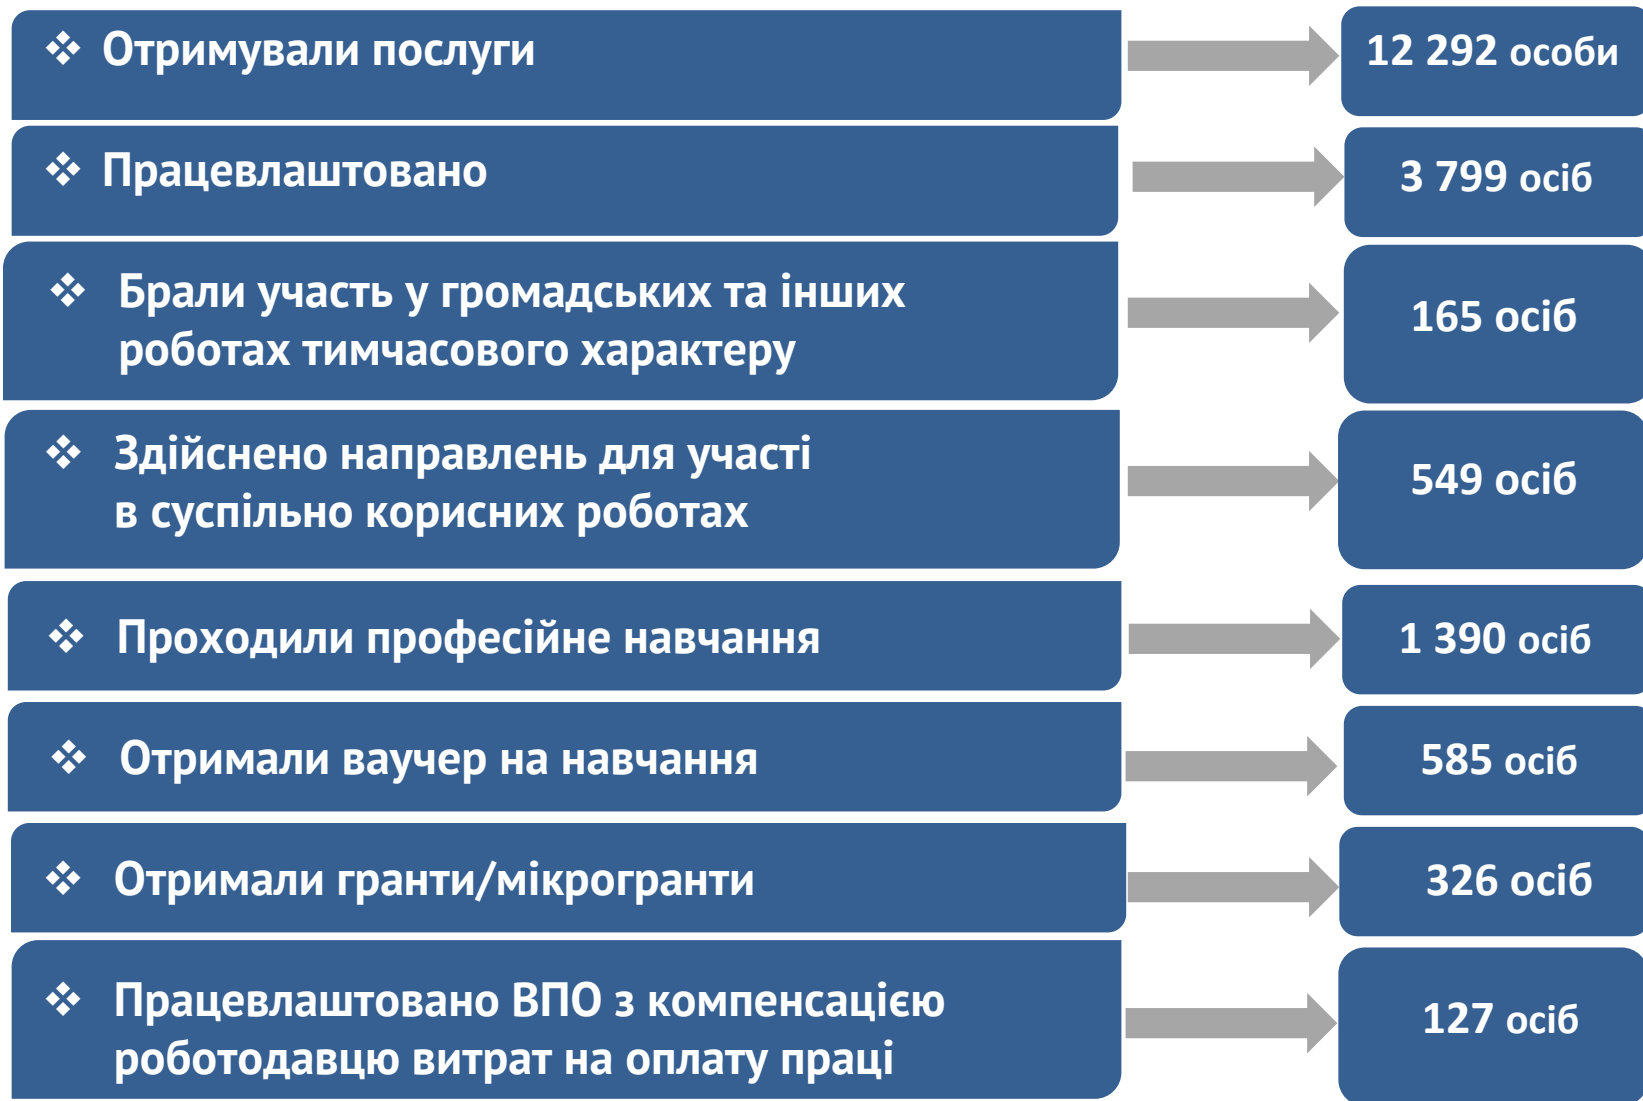 ❖ Отримували послуги
12 292 особи
❖ Працевлаштовано
3 799 осіб
❖ Брали участь у громадських та інших
роботах тимчасового характеру
165 осіб
❖ Здійснено направлень для участі
в суспільно корисних роботах
549 осіб
❖ Проходили професійне навчання
1 390 осіб
❖ Отримали ваучер на навчання
585 осіб
❖ Отримали гранти/мікрогранти
326 осіб
❖ Працевлаштовано ВПО з компенсацією
роботодавцю витрат на оплату праці
127 осіб